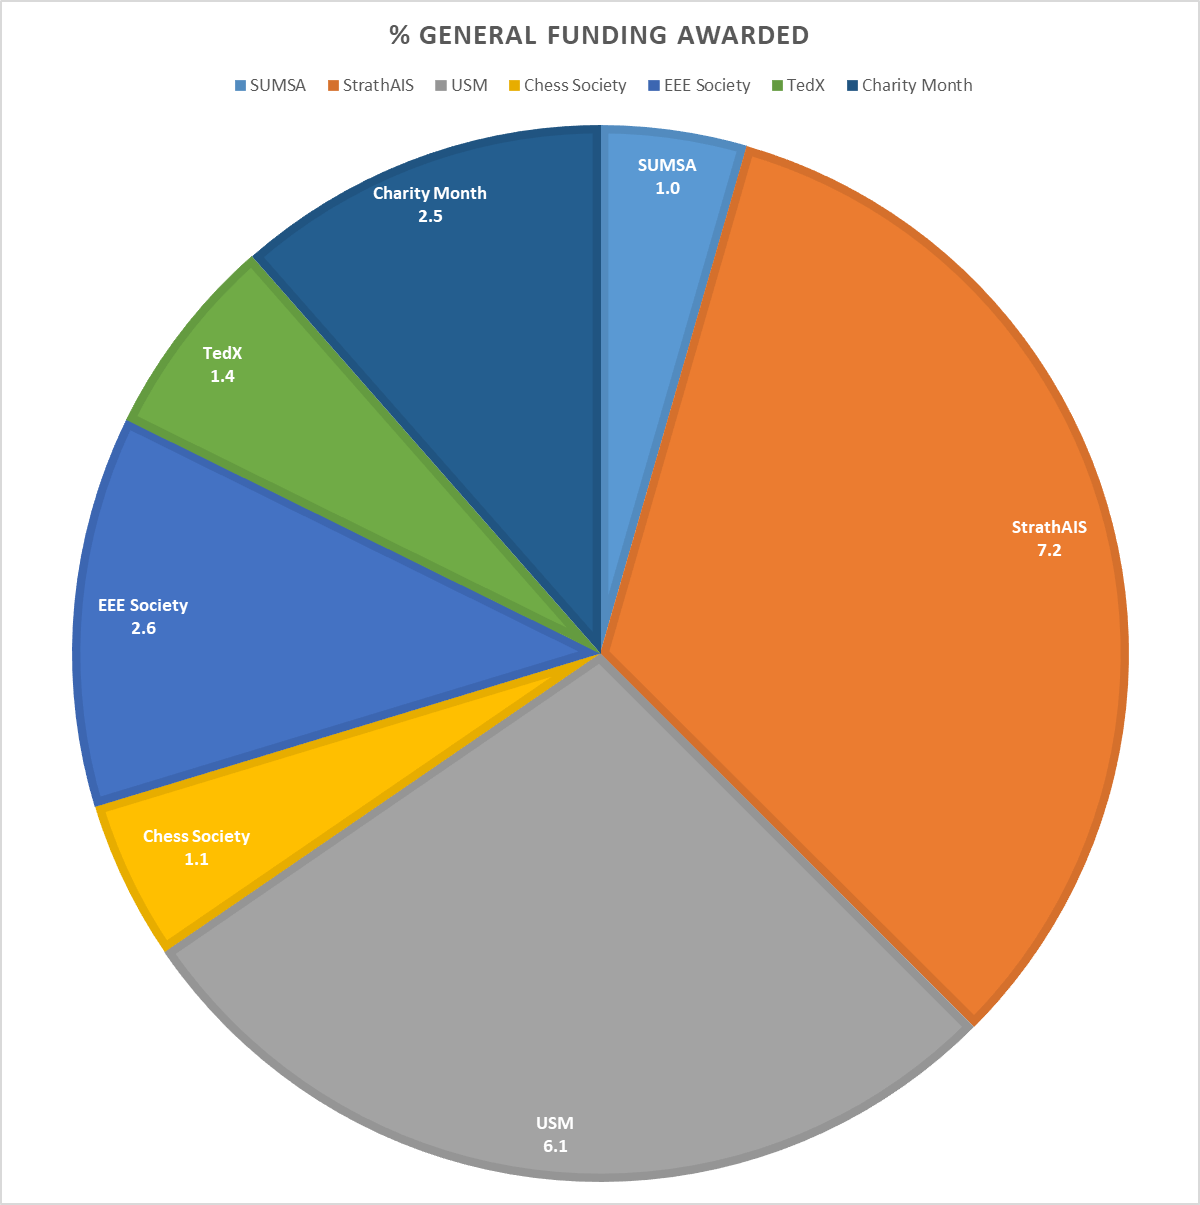 % GENERAL FUNDING AWARDED
SUMSA StrathAIS USM Chess Society EEE Society TedX Charity Month
SUMSA
1.0
Charity Month
2.5
TedX
1.4
StrathAIS
7.2
EEE Society
2.6
Chess Society
1.1
USM
6.1